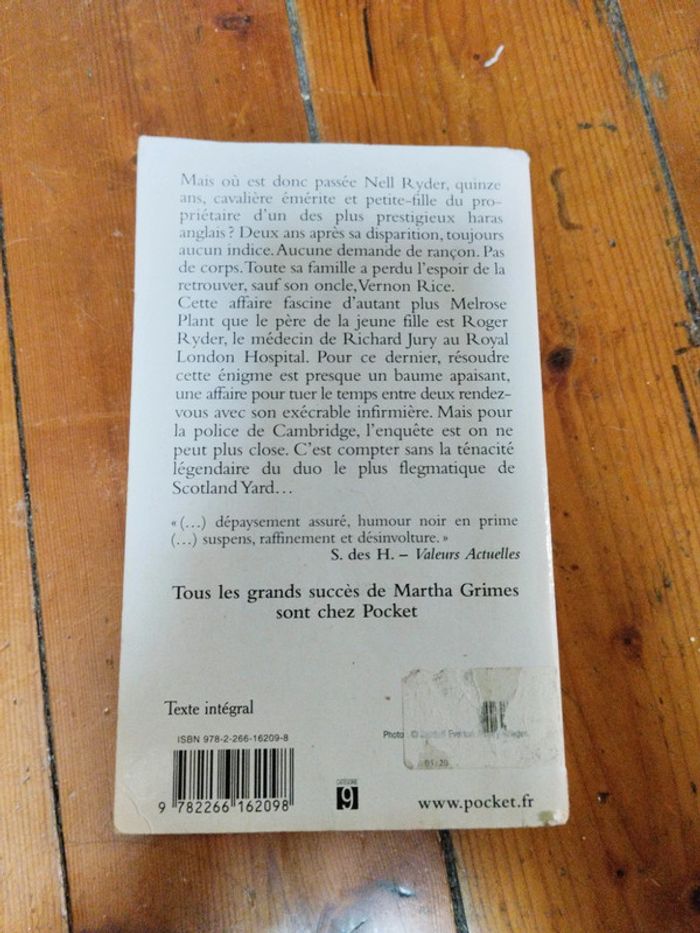 Mais où est donc passée Nell Ryder, quinze
ans, cavalière émérite et petite-fille du pro-
priétaire d'un des plus prestigieux haras
anglais ? Deux ans après sa disparition, toujours
aucun indice. Aucune demande de rançon. Pas
de corps. Toute sa famille a perdu l'espoir de la
retrouver, sauf son oncle, Vernon Rice.
Cette affaire fascine d'autant plus Melrose
Plant que le père de la jeune fille est Roger
Ryder, le médecin de Richard Jury au Royal
London Hospital. Pour ce dernier, résoudre
cette énigme est presque un baume apaisant,
une affaire pour tuer le temps entre deux rendez-
vous avec son exécrable infirmière. Mais pour
la police de Cambridge, l'enquête est on ne
peut plus close. C'est compter sans la ténacité
légendaire du duo le plus flegmatique de
Scotland Yard…
« (…) dépaysement assuré, humour noir en prime
(…) suspens, raffinement et désinvolture. »
S. des H. – Valeurs Actuelles
Tous les grands succès de Martha Grimes
sont chez Pocket
Texte intégral
ISBN 978-2-266-16209-8
Photo : ©
05.20
9 782266 162098
CATÉGORIE
9
www.pocket.fr